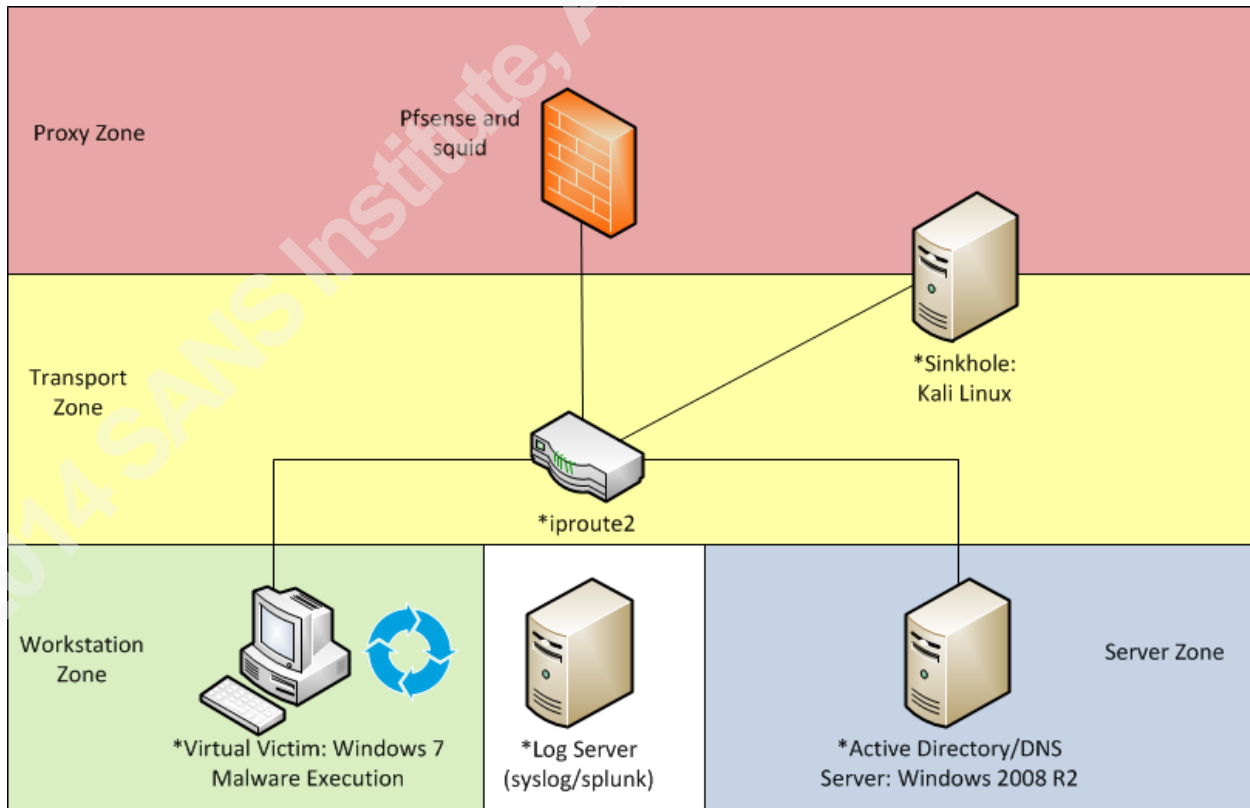 Proxy Zone
Pfsense and
squid
*Sinkhole:
Kali Linux
Transport
Zone
*iproute2
Workstation
Zone
*Virtual Victim: Windows 7
Malware Execution
*Log Server
(syslog/splunk)
Server Zone
*Active Directory/DNS
Server: Windows 2008 R2
2014 SANS Institute,